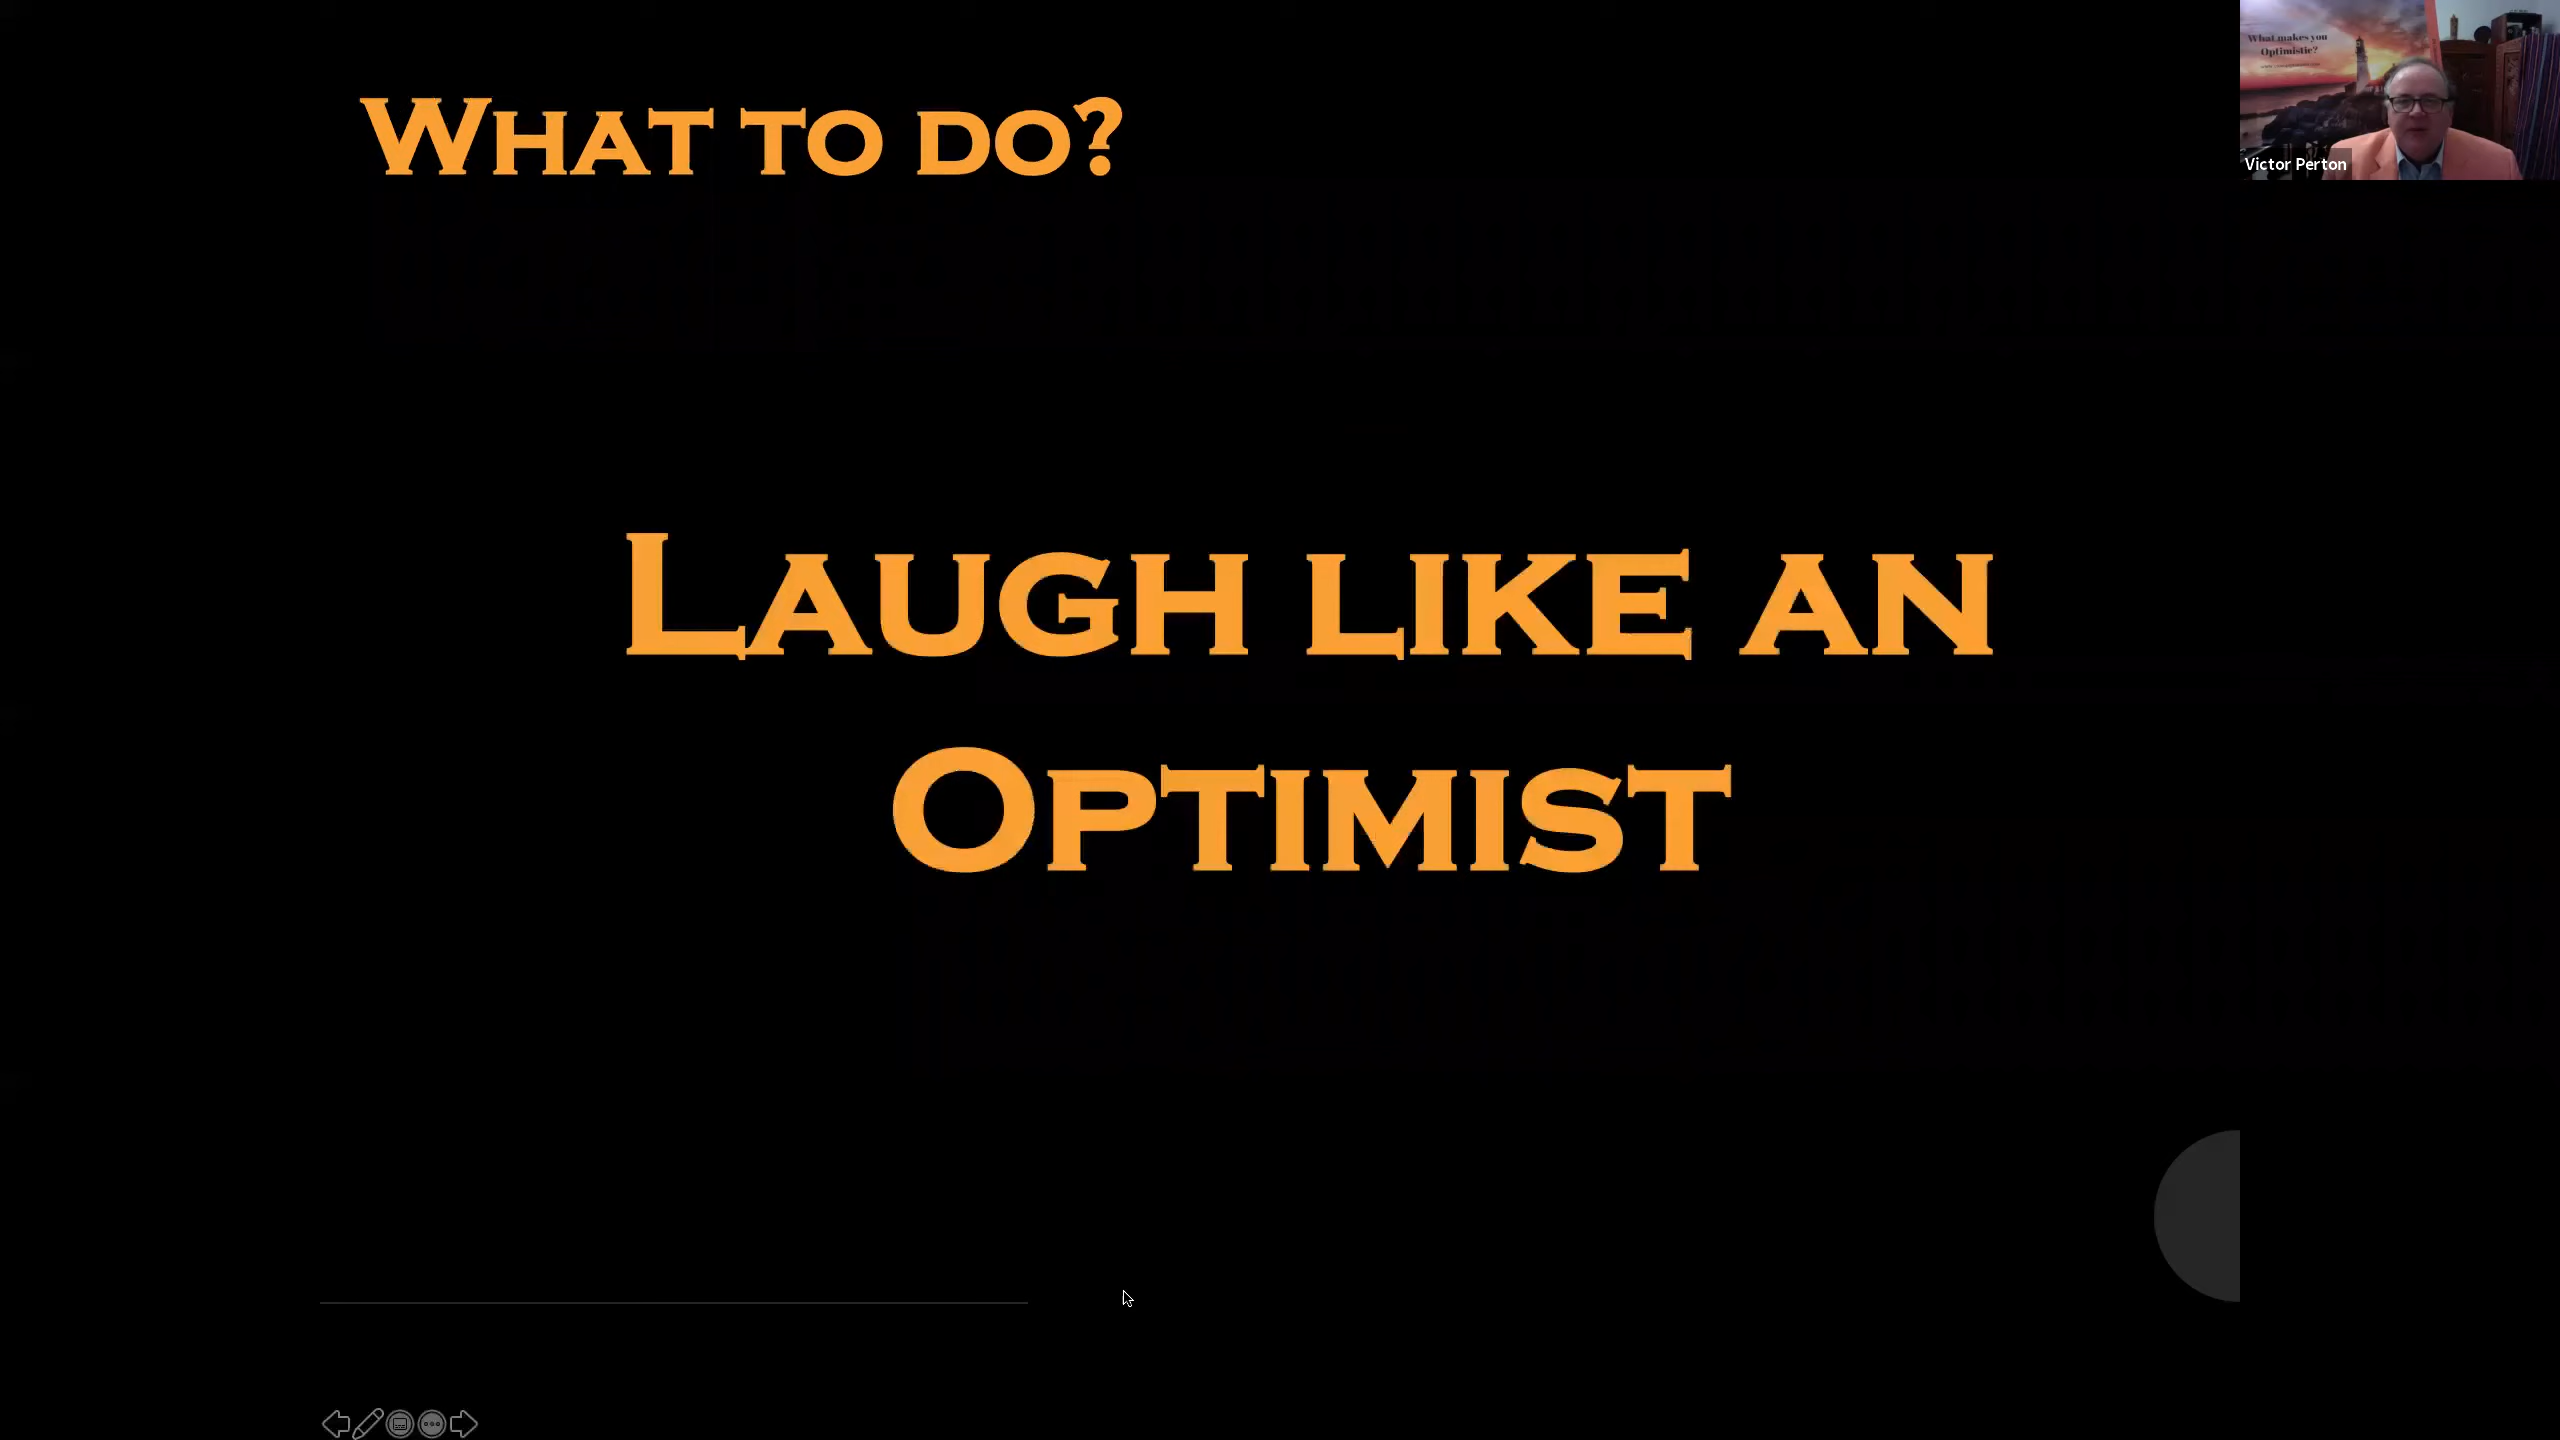 What to do?
Laugh like an
Optimist
What makes you
Optimistic?
Victor Perton